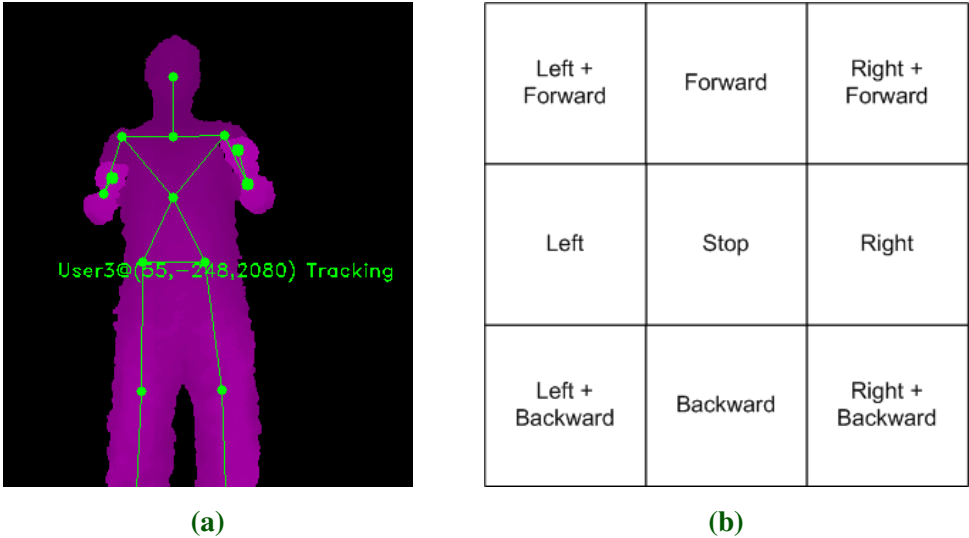 User3@(55,-248,2080) Tracking
(a)
Left +
Forward
Forward
Right +
Forward
Left
Stop
Right
Left +
Backward
Backward
Right +
Backward
(b)